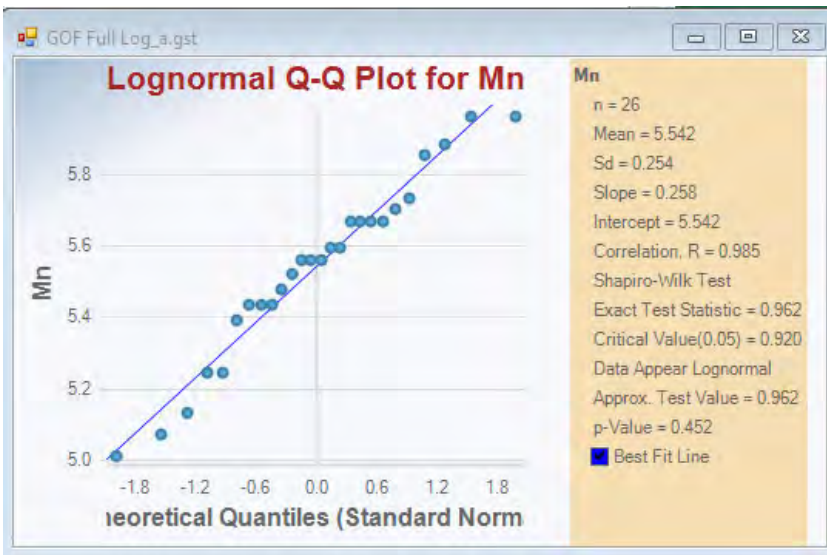 GOF Full Log_a.gst
Lognormal Q-Q Plot for Mn
Mn
5.8
5.6
5.4
5.2
5.0
-1.8 -1.2 -0.6 0.0 0.6 1.2 1.8
eoretical Quantiles (Standard Norm
Mn
n = 26
Mean = 5.542
Sd = 0.254
Slope = 0.258
Intercept = 5.542
Correlation, R = 0.985
Shapiro-Wilk Test
Exact Test Statistic = 0.962
Critical Value(0.05) = 0.920
Data Appear Lognormal
Approx. Test Value = 0.962
p-Value = 0.452
Best Fit Line